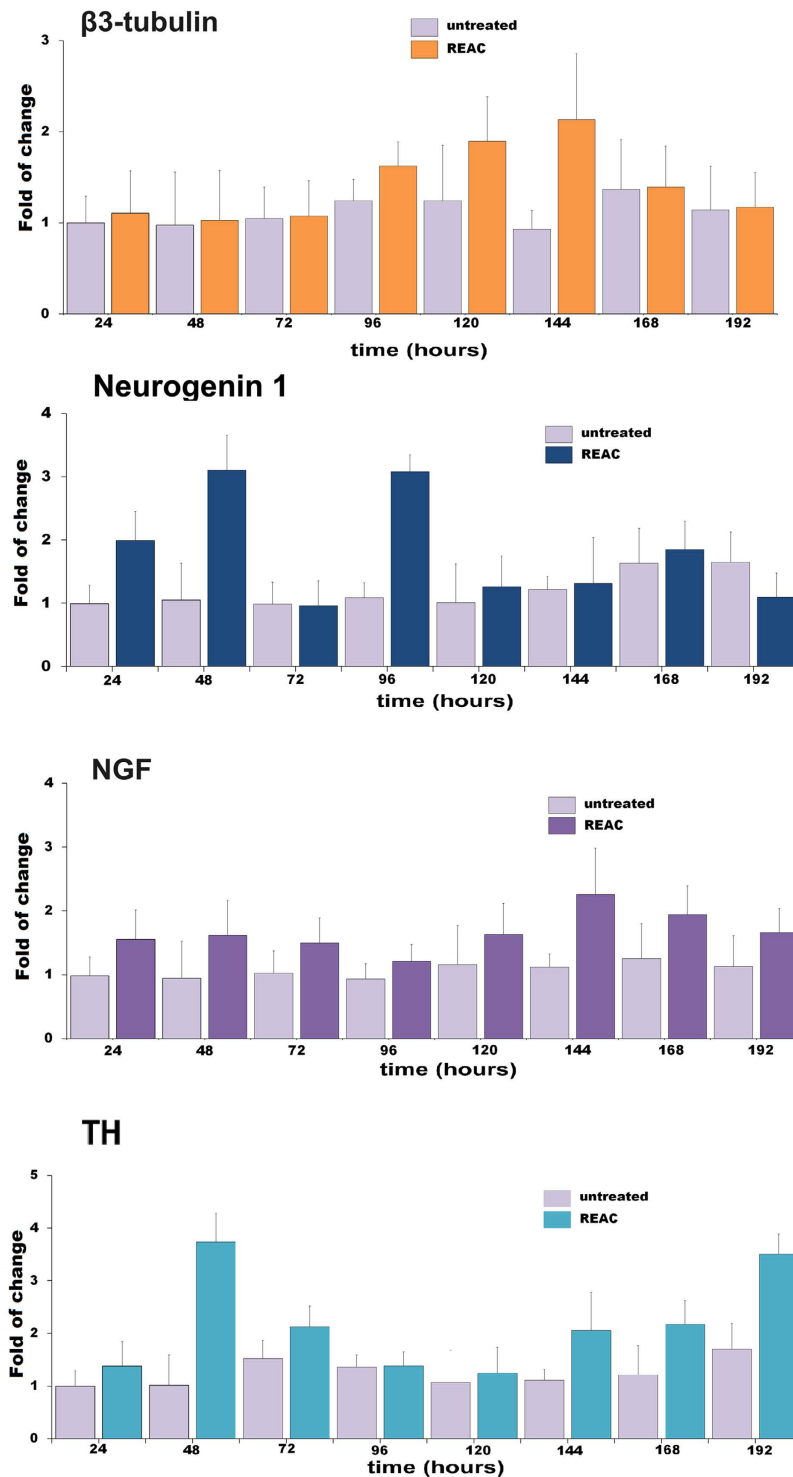 β3-tubulin
untreated
REAC
Fold of change
3
2
1
0
24 48 72 96 120 144 168 192
time (hours)
Neurogenin 1
untreated
REAC
Fold of change
4
3
2
1
0
24 48 72 96 120 144 168 192
time (hours)
NGF
untreated
REAC
Fold of change
4
3
2
1
0
24 48 72 96 120 144 168 192
time (hours)
TH
untreated
REAC
Fold of change
5
4
3
2
1
0
24 48 72 96 120 144 168 192
time (hours)